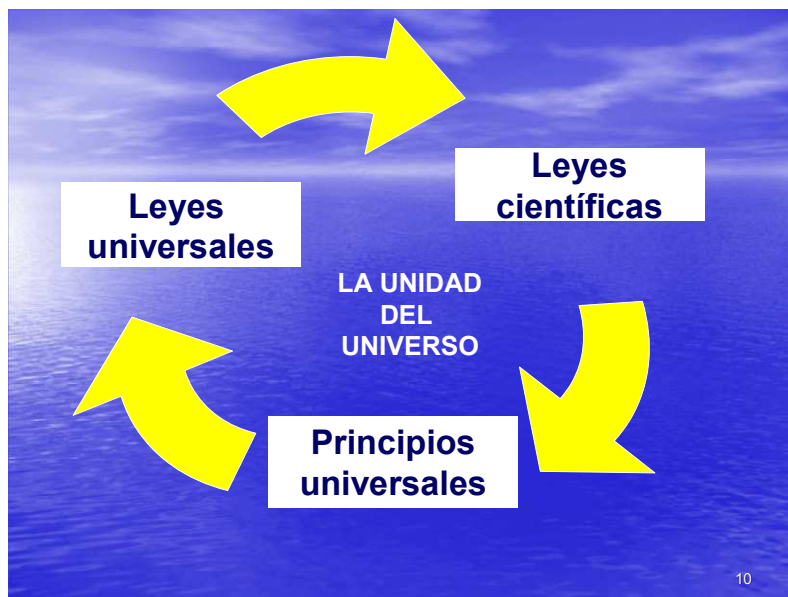 Leyes
universales
Leyes
científicas
LA UNIDAD
DEL
UNIVERSO
Principios
universales
10